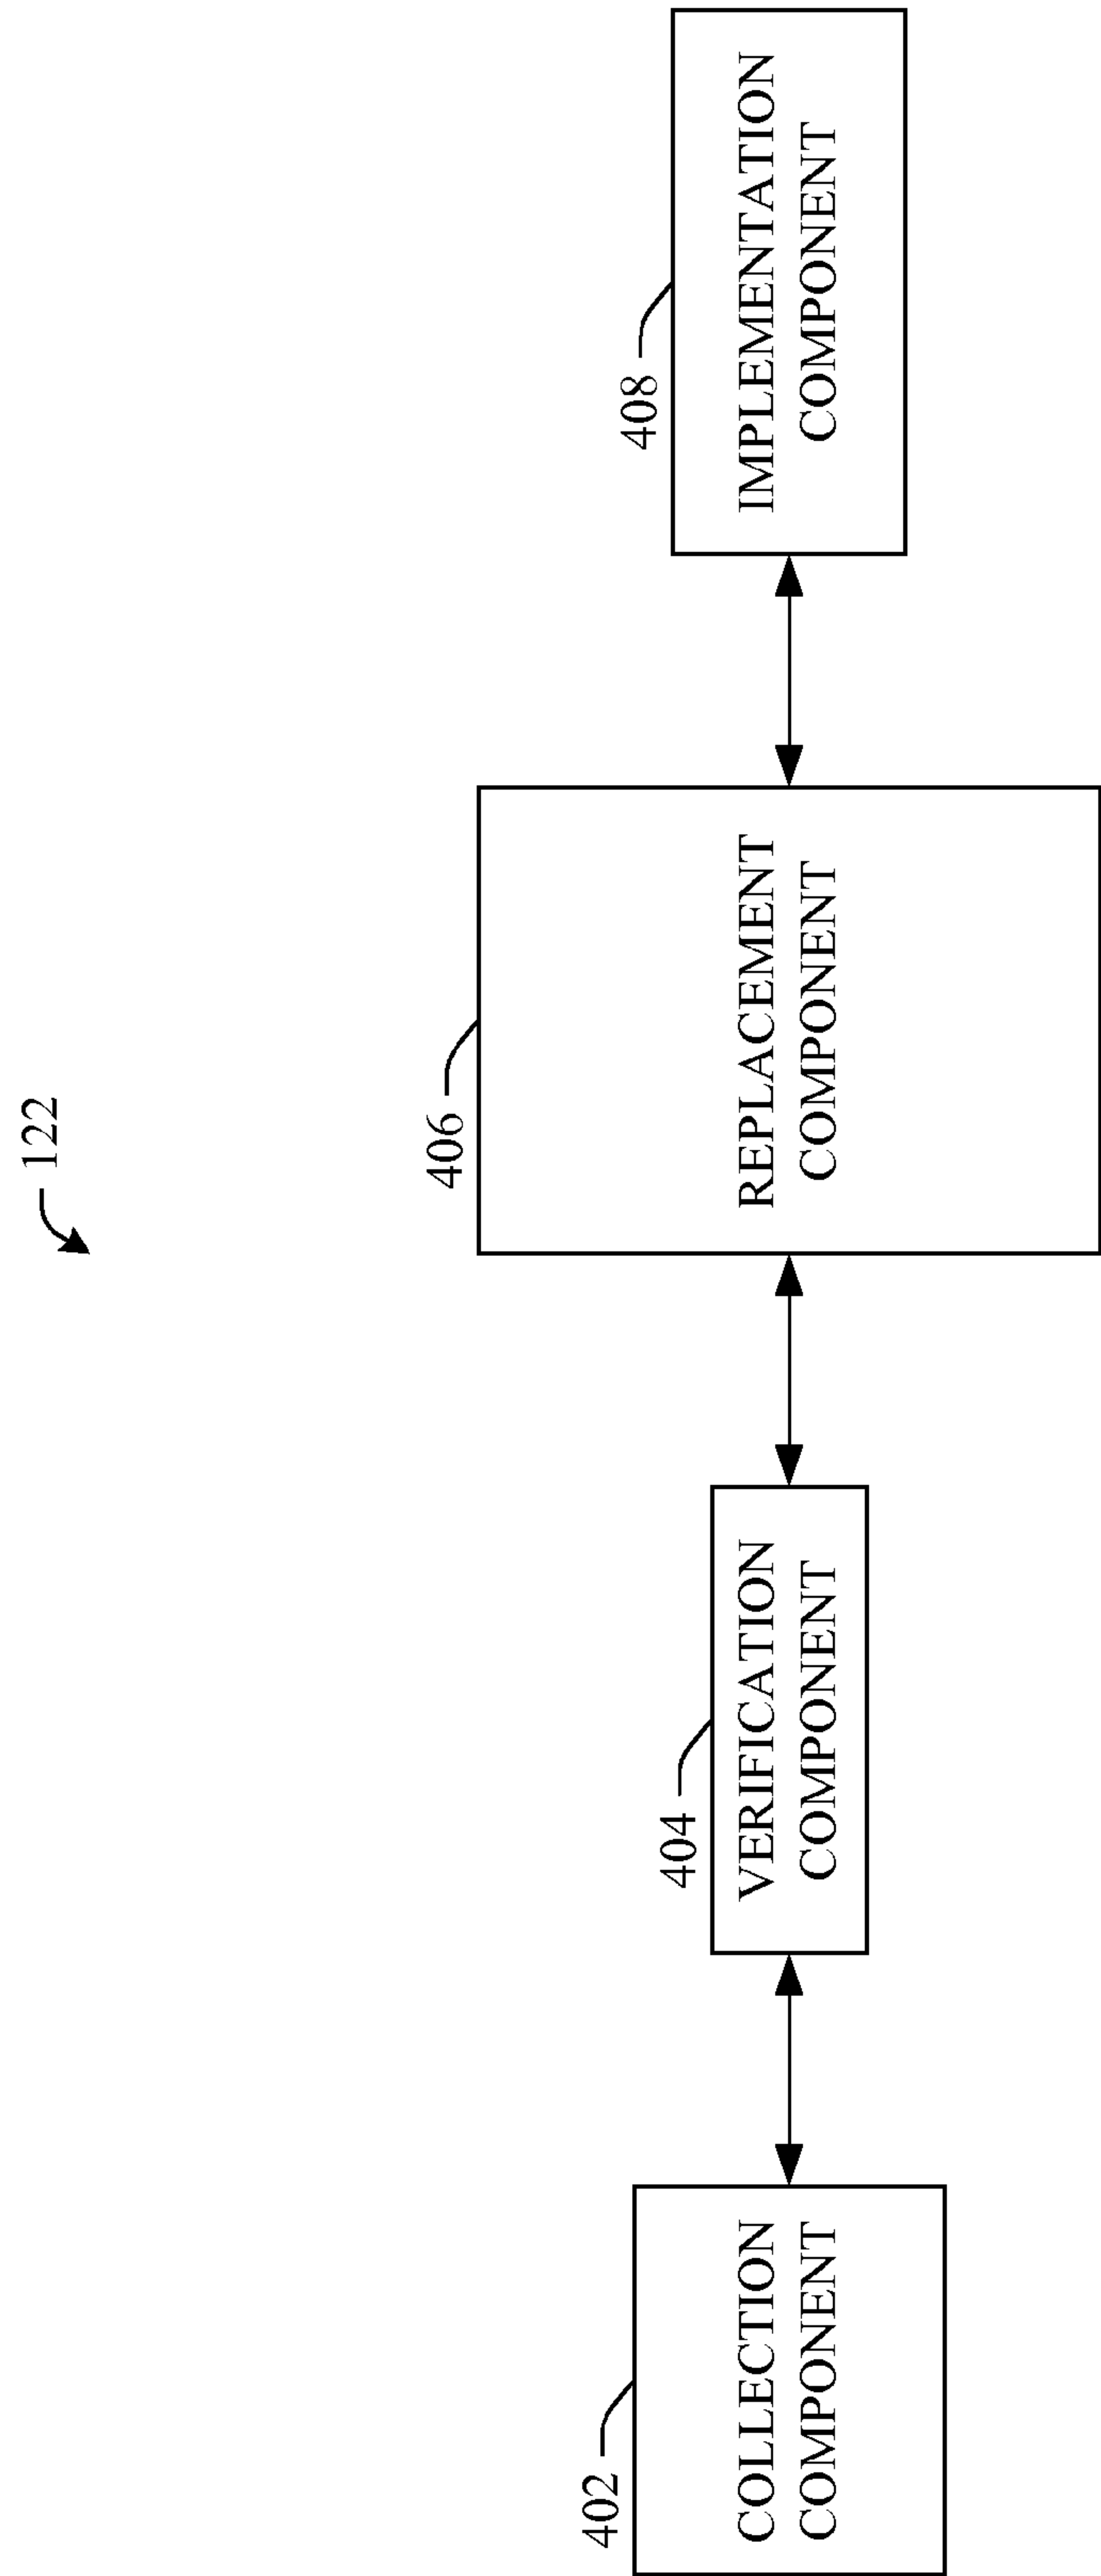 122
402
COLLECTION
COMPONENT
404
VERIFICATION
COMPONENT
406
REPLACEMENT
COMPONENT
408
IMPLEMENTATION
COMPONENT